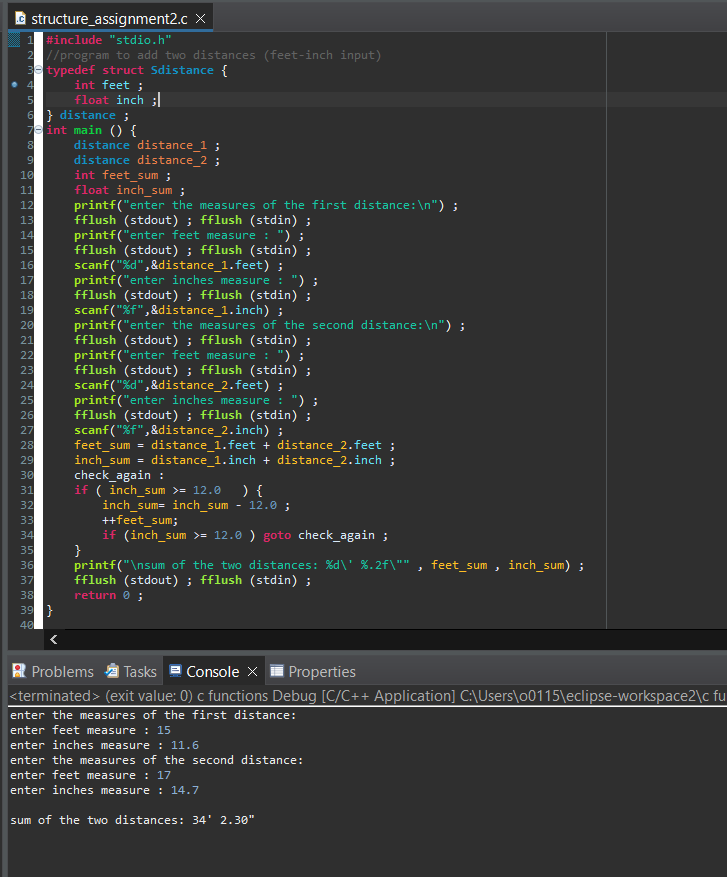 structure_assignment2.c
1 #include "stdio.h"
2 //program to add two distances (feet-inch input)
3 typedef struct Sdistance {
4 int feet ;
5 float inch ;
6 } distance ;
7 int main () {
8 distance distance_1 ;
9 distance distance_2 ;
10 int feet_sum ;
11 float inch_sum ;
12 printf("enter the measures of the first distance:\n") ;
13 fflush (stdout) ; fflush (stdin) ;
14 printf("enter feet measure : ") ;
15 fflush (stdout) ; fflush (stdin) ;
16 scanf("%d",&distance_1.feet) ;
17 printf("enter inches measure : ") ;
18 fflush (stdout) ; fflush (stdin) ;
19 scanf("%f",&distance_1.inch) ;
20 printf("enter the measures of the second distance:\n") ;
21 fflush (stdout) ; fflush (stdin) ;
22 printf("enter feet measure : ") ;
23 fflush (stdout) ; fflush (stdin) ;
24 scanf("%d",&distance_2.feet) ;
25 printf("enter inches measure : ") ;
26 fflush (stdout) ; fflush (stdin) ;
27 scanf("%f",&distance_2.inch) ;
28 feet_sum = distance_1.feet + distance_2.feet ;
29 inch_sum = distance_1.inch + distance_2.inch ;
30 check_again :
31 if ( inch_sum >= 12.0   ) {
32 inch_sum= inch_sum - 12.0 ;
33 ++feet_sum;
34 if (inch_sum >= 12.0 ) goto check_again ;
35 }
36 printf("\nsum of the two distances: %d\' %.2f\"" , feet_sum , inch_sum) ;
37 fflush (stdout) ; fflush (stdin) ;
38 return 0 ;
39 }
40
Problems Tasks Console Properties
<terminated> (exit value: 0) c functions Debug [C/C++ Application] C:\Users\o0115\eclipse-workspace2\c fu
enter the measures of the first distance:
enter feet measure : 15
enter inches measure : 11.6
enter the measures of the second distance:
enter feet measure : 17
enter inches measure : 14.7
sum of the two distances: 34' 2.30"